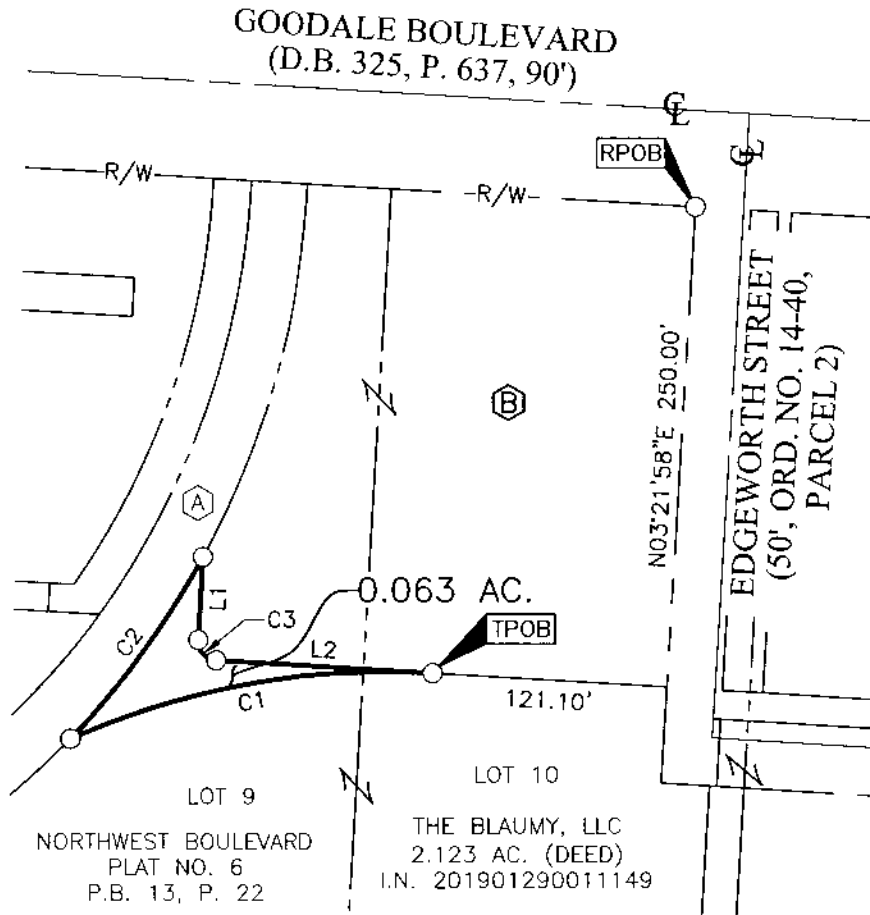 GOODALE BOULEVARD
(D.B. 325, P. 637, 90')
CL
CL
RPOB
R/W
R/W
EDGEWORTH STREET
(50', ORD. NO. 14-40,
PARCEL 2)
N03°21'58"E 250.00'
B
A
L1
0.063 AC.
C3
C2
TPOB
L2
C1
121.10'
LOT 9
LOT 10
NORTHWEST BOULEVARD
PLAT NO. 6
P.B. 13, P. 22
THE BLAUMY, LLC
2.123 AC. (DEED)
I.N. 201901290011149